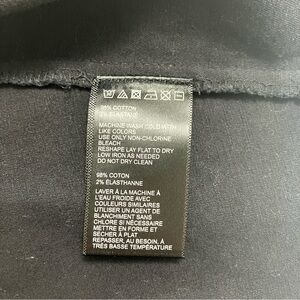 98% COTTON
2% ELASTANE
MACHINE WASH COLD WITH
LIKE COLORS
USE ONLY NON-CHLORINE
BLEACH
RESHAPE LAY FLAT TO DRY
LOW IRON AS NEEDED
DO NOT DRY CLEAN
98% COTON
2% ÉLASTHANNE
LAVER À LA MACHINE À
L'EAU FROIDE AVEC
COULEURS SIMILAIRES
UTILISER UN AGENT DE
BLANCHIMENT SANS
CHLORE SI NÉCESSAIRE
METTRE EN FORME ET
SÉCHER À PLAT
REPASSER, AU BESOIN, À
TRÈS BASSE TEMPÉRATURE